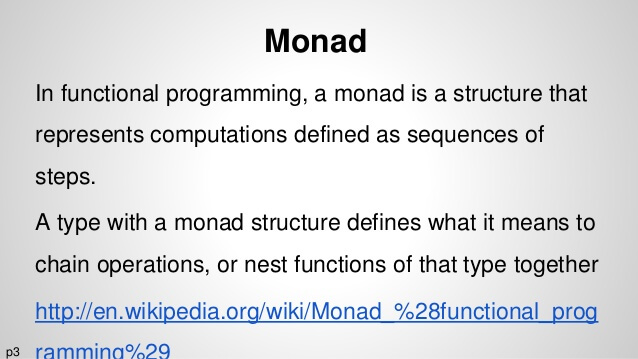 Monad
In functional programming, a monad is a structure that
represents computations defined as sequences of
steps.
A type with a monad structure defines what it means to
chain operations, or nest functions of that type together
http://en.wikipedia.org/wiki/Monad_%28functional_prog
ramming%29
p3